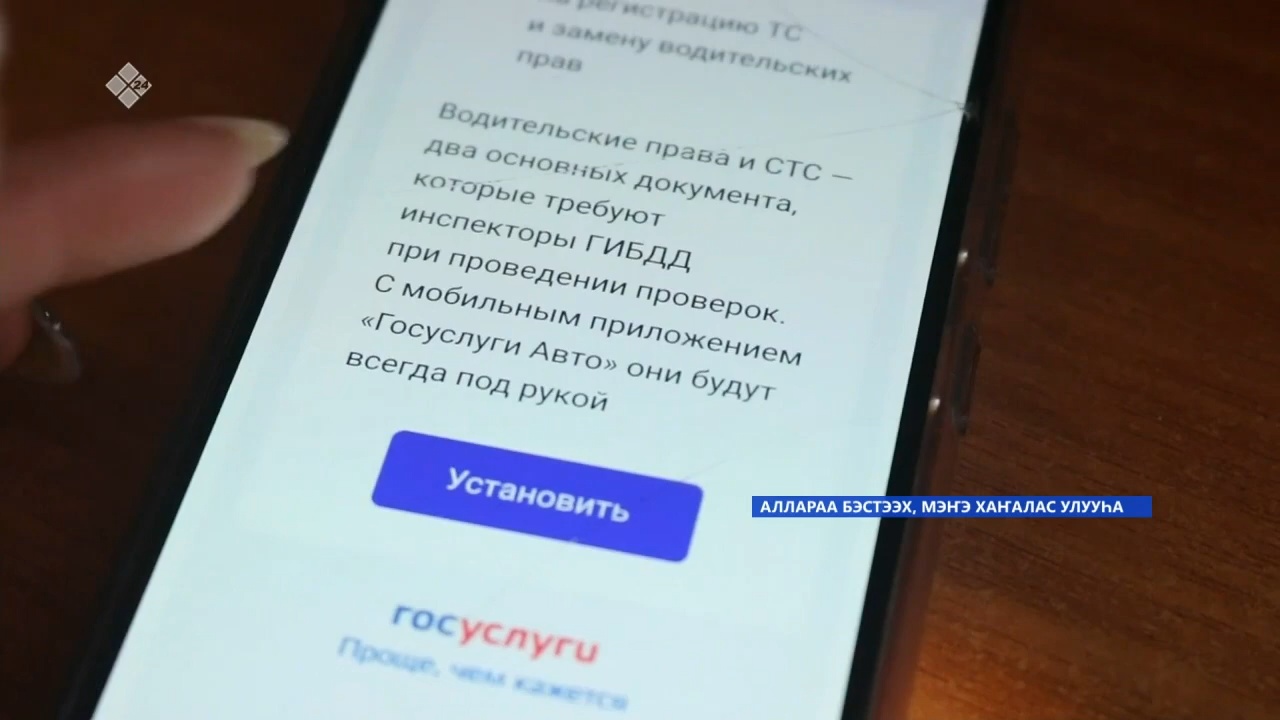 24
на регистрацию ТС
и замену водительских
прав
Водительские права и СТС —
два основных документа,
которые требуют
инспекторы ГИБДД
при проведении проверок.
С мобильным приложением
«Госуслуги Авто» они будут
всегда под рукой
Установить
АЛЛАРАА БЭСТЭЭХ, МЭҤЭ ХАҤАЛАС УЛУУҺА
госуслуги
Проще, чем кажется